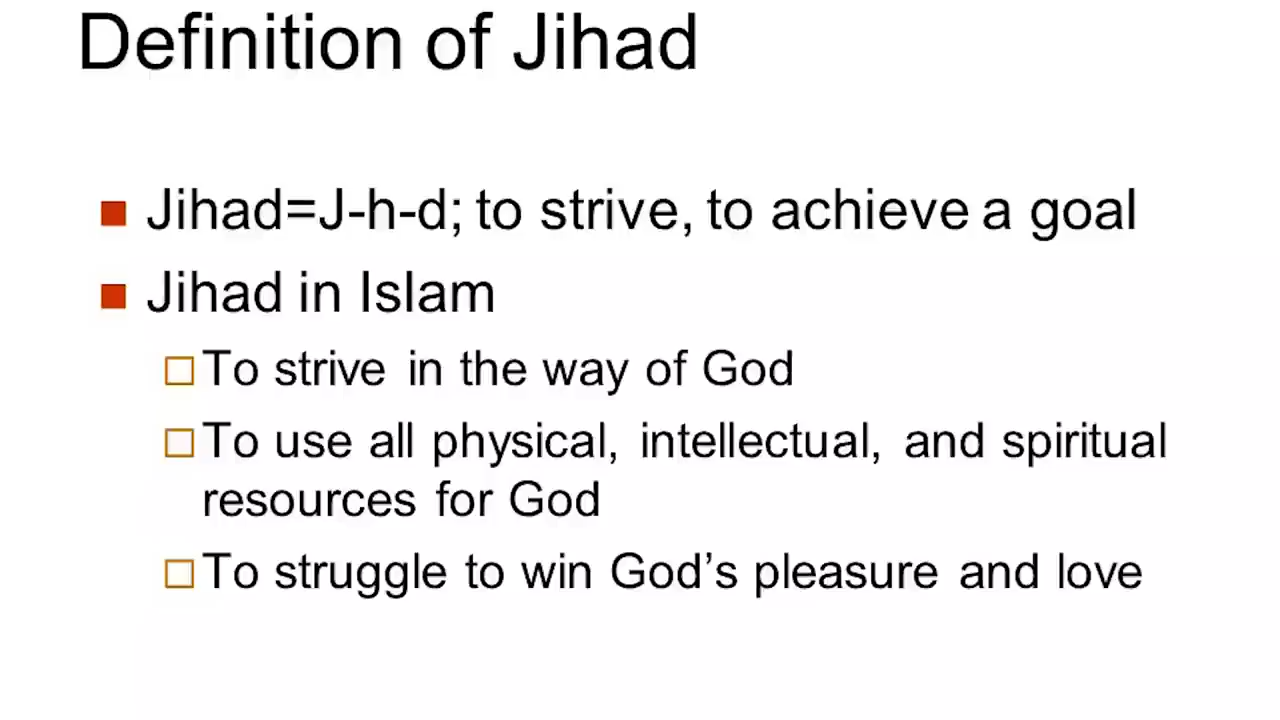 Definition of Jihad
Jihad=J-h-d; to strive, to achieve a goal
Jihad in Islam
To strive in the way of God
To use all physical, intellectual, and spiritual
resources for God
To struggle to win God’s pleasure and love